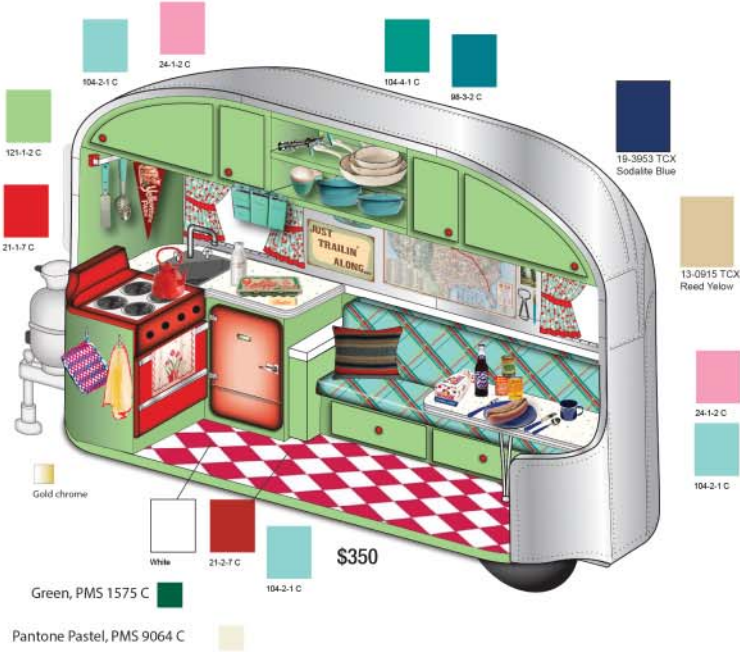 104-2-1 C
24-1-2 C
104-4-1 C
98-3-2 C
121-1-2 C
19-3953 TCX
Sodalite Blue
21-1-7 C
13-0915 TCX
Reed Yelow
JUST
TRAILIN'
ALONG...
24-1-2 C
104-2-1 C
Gold chrome
White
21-2-7 C
104-2-1 C
$350
Green, PMS 1575 C
Pantone Pastel, PMS 9064 C